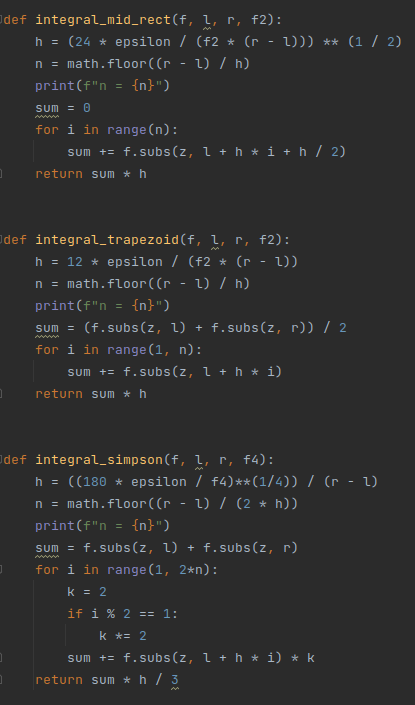 def integral_mid_rect(f, l, r, f2):
    h = (24 * epsilon / (f2 * (r - l))) ** (1 / 2)
    n = math.floor((r - l) / h)
    print(f"n = {n}")
    sum = 0
    for i in range(n):
        sum += f.subs(z, l + h * i + h / 2)
    return sum * h
def integral_trapezoid(f, l, r, f2):
    h = 12 * epsilon / (f2 * (r - l))
    n = math.floor((r - l) / h)
    print(f"n = {n}")
    sum = (f.subs(z, l) + f.subs(z, r)) / 2
    for i in range(1, n):
        sum += f.subs(z, l + h * i)
    return sum * h
def integral_simpson(f, l, r, f4):
    h = ((180 * epsilon / f4)**(1/4)) / (r - l)
    n = math.floor((r - l) / (2 * h))
    print(f"n = {n}")
    sum = f.subs(z, l) + f.subs(z, r)
    for i in range(1, 2*n):
        k = 2
        if i % 2 == 1:
            k *= 2
        sum += f.subs(z, l + h * i) * k
    return sum * h / 3